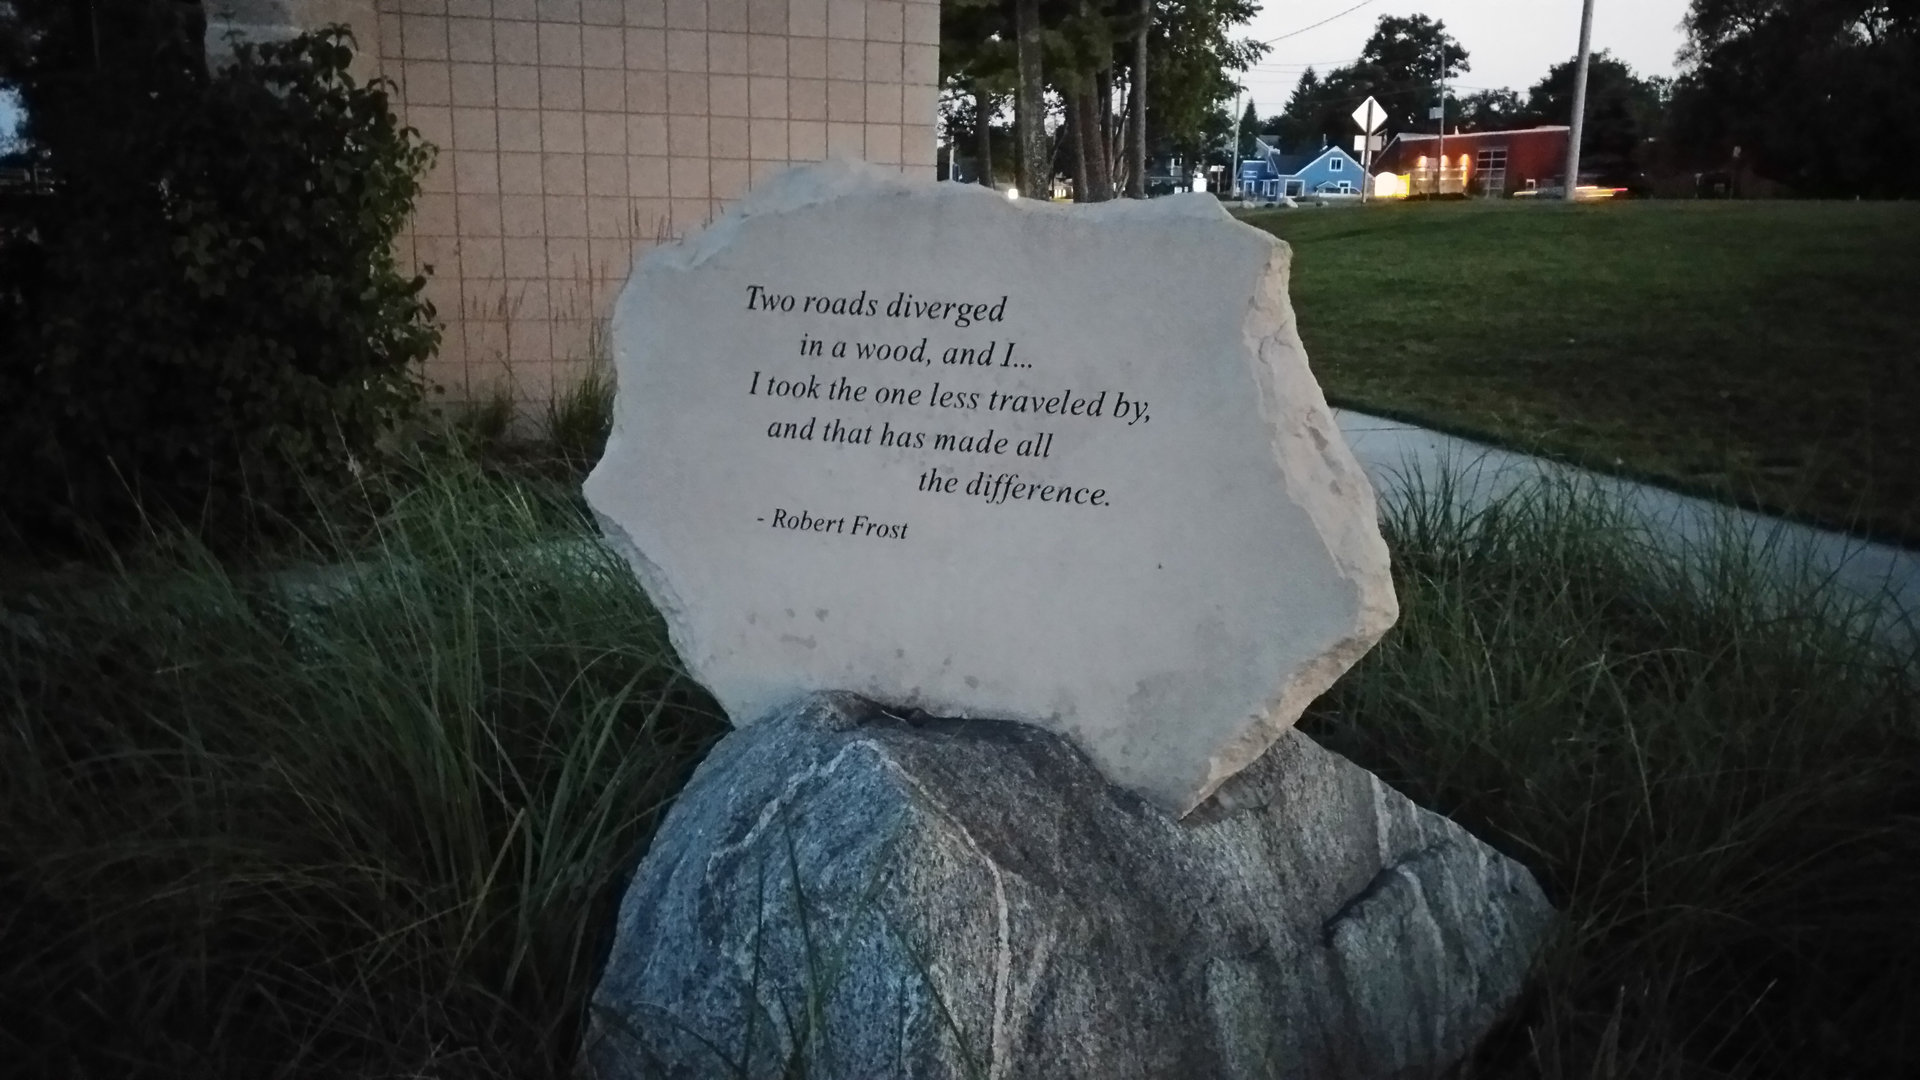 Two roads diverged
in a wood, and I...
I took the one less traveled by,
and that has made all
the difference.
- Robert Frost